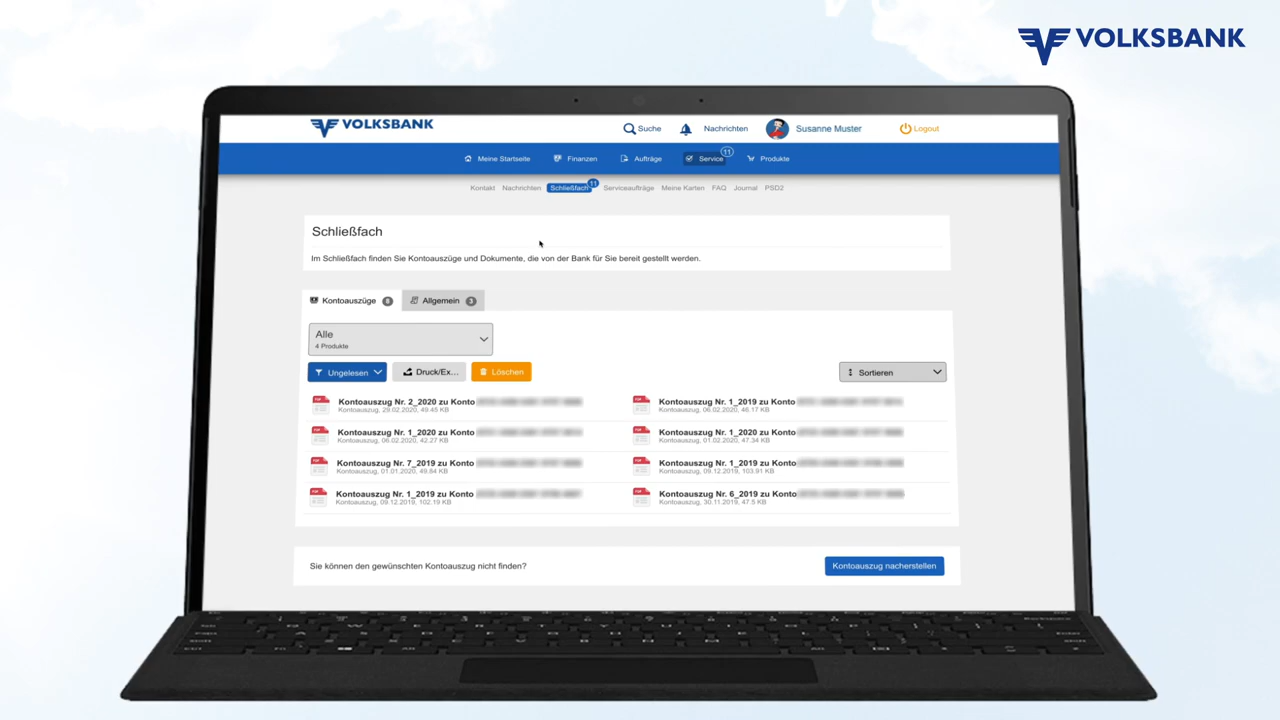 VOLKSBANK
VOLKSBANK
Suche
Nachrichten
Susanne Muster
Logout
Meine Startseite
Finanzen
Aufträge
Service
11
Produkte
Kontakt
Nachrichten
Schließfach
11
Serviceaufträge
Meine Karten
FAQ
Journal
PSD2
Schließfach
Im Schließfach finden Sie Kontoauszüge und Dokumente, die von der Bank für Sie bereit gestellt werden.
Kontoauszüge 8
Allgemein 3
Alle
4 Produkte
Ungelesen
Druck/Ex...
Löschen
Sortieren
Kontoauszug Nr. 2_2020 zu Konto
Kontoauszug, 29.02.2020, 49.45 KB
Kontoauszug Nr. 1_2019 zu Konto
Kontoauszug, 06.02.2020, 46.17 KB
Kontoauszug Nr. 1_2020 zu Konto
Kontoauszug, 06.02.2020, 42.27 KB
Kontoauszug Nr. 1_2020 zu Konto
Kontoauszug, 01.02.2020, 47.34 KB
Kontoauszug Nr. 7_2019 zu Konto
Kontoauszug, 01.01.2020, 49.84 KB
Kontoauszug Nr. 1_2019 zu Konto
Kontoauszug, 09.12.2019, 103.91 KB
Kontoauszug Nr. 1_2019 zu Konto
Kontoauszug, 09.12.2019, 102.19 KB
Kontoauszug Nr. 6_2019 zu Konto
Kontoauszug, 30.11.2019, 47.5 KB
Sie können den gewünschten Kontoauszug nicht finden?
Kontoauszug nacherstellen